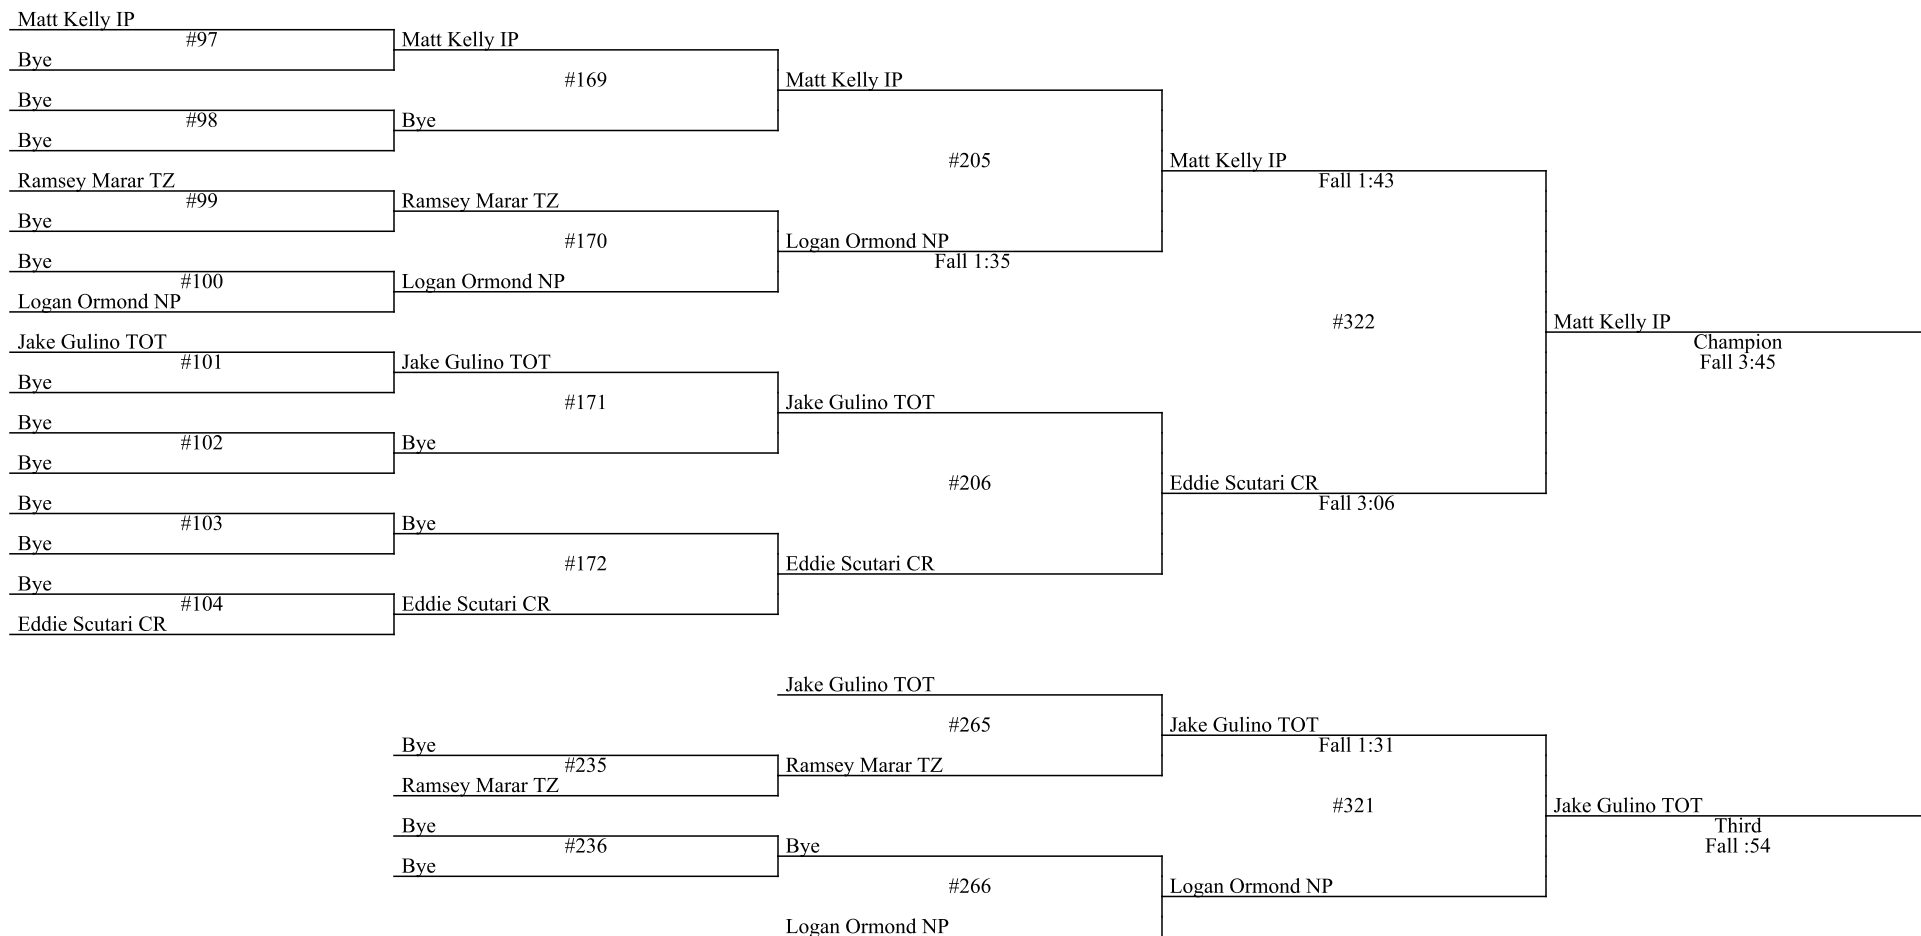 Matt Kelly IP
#97
Bye
Matt Kelly IP
#169
Bye
#98
Bye
Bye
Matt Kelly IP
#205
Ramsey Marar TZ
#99
Bye
Ramsey Marar TZ
#170
Bye
#100
Logan Ormond NP
Logan Ormond NP
Logan Ormond NP
Fall 1:35
Matt Kelly IP
Fall 1:43
#322
Jake Gulino TOT
#101
Bye
Jake Gulino TOT
#171
Bye
#102
Bye
Bye
Jake Gulino TOT
#206
Bye
#103
Bye
Bye
#172
Bye
#104
Eddie Scutari CR
Eddie Scutari CR
Eddie Scutari CR
Eddie Scutari CR
Fall 3:06
Matt Kelly IP
Champion
Fall 3:45
Jake Gulino TOT
#265
Bye
#235
Ramsey Marar TZ
Ramsey Marar TZ
Jake Gulino TOT
Fall 1:31
#321
Bye
#236
Bye
Bye
#266
Logan Ormond NP
Logan Ormond NP
Jake Gulino TOT
Third
Fall :54